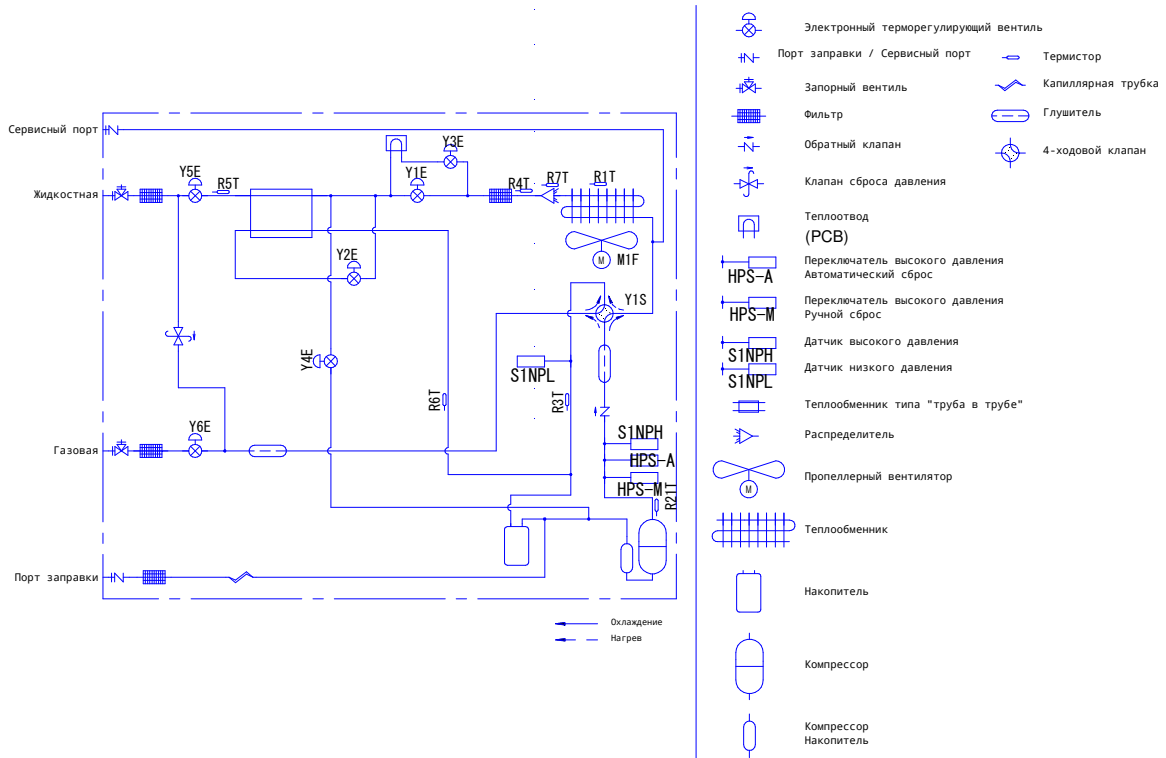 Сервисный порт
Y3E
Y5E
R5T
Y1E
R4T
R7T
R1T
Жидкостная
Y2E
M
M1F
Y1S
Y4E
S1NPL
R6T
R3T
Y6E
Газовая
S1NPH
HPS-A
HPS-M
R21T
Порт заправки
Охлаждение
Нагрев
Электронный терморегулирующий вентиль
Порт заправки / Сервисный порт
Термистор
Запорный вентиль
Капиллярная трубка
Фильтр
Глушитель
Обратный клапан
4-ходовой клапан
Клапан сброса давления
Теплоотвод
(PCB)
Переключатель высокого давления
Автоматический сброс
HPS-A
Переключатель высокого давления
Ручной сброс
HPS-M
Датчик высокого давления
S1NPH
Датчик низкого давления
S1NPL
Теплообменник типа "труба в трубе"
Распределитель
Пропеллерный вентилятор
M
Теплообменник
Накопитель
Компрессор
Компрессор
Накопитель